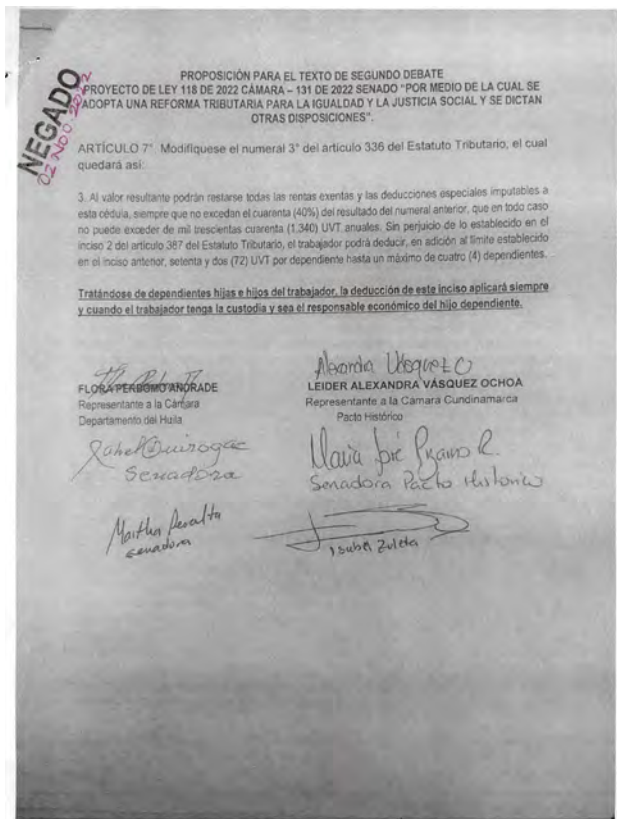 NEGADO
02 NOV 2022
PROPOSICIÓN PARA EL TEXTO DE SEGUNDO DEBATE
PROYECTO DE LEY 118 DE 2022 CÁMARA – 131 DE 2022 SENADO "POR MEDIO DE LA CUAL SE
ADOPTA UNA REFORMA TRIBUTARIA PARA LA IGUALDAD Y LA JUSTICIA SOCIAL Y SE DICTAN
OTRAS DISPOSICIONES".
ARTÍCULO 7°. Modifíquese el numeral 3° del artículo 336 del Estatuto Tributario, el cual
quedará así:
3. Al valor resultante podrán restarse todas las rentas exentas y las deducciones especiales imputables a
esta cédula, siempre que no excedan el cuarenta (40%) del resultado del numeral anterior, que en todo caso
no puede exceder de mil trescientas cuarenta (1.340) UVT anuales. Sin perjuicio de lo establecido en el
inciso 2 del artículo 387 del Estatuto Tributario, el trabajador podrá deducir, en adición al límite establecido
en el inciso anterior, setenta y dos (72) UVT por dependiente hasta un máximo de cuatro (4) dependientes.
Tratándose de dependientes hijas e hijos del trabajador, la deducción de este inciso aplicará siempre
y cuando el trabajador tenga la custodia y sea el responsable económico del hijo dependiente.
Alexandra Vásquez O
FLORA PERDOMO ANDRADE
LEIDER ALEXANDRA VÁSQUEZ OCHOA
Representante a la Cámara
Representante a la Cámara Cundinamarca
Departamento del Huila
Pacto Histórico
Senadora
María José Pizarro R.
Senadora Pacto Histórico
Martha Peralta
Senadora
Isabel Zuleta